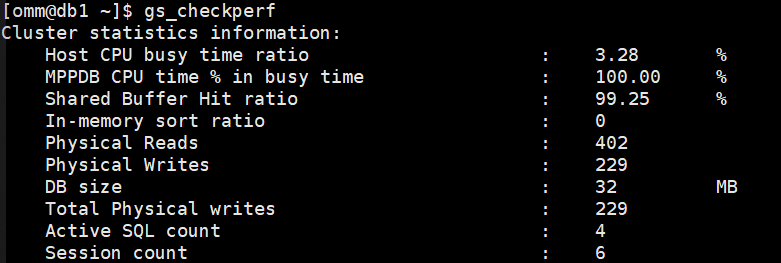 [omm@db1 ~]$ gs_checkperf
Cluster statistics information:
    Host CPU busy time ratio                     :    3.28       %
    MPPDB CPU time % in busy time                :    100.00     %
    Shared Buffer Hit ratio                      :    99.25      %
    In-memory sort ratio                         :    0
    Physical Reads                               :    402
    Physical Writes                              :    229
    DB size                                      :    32         MB
    Total Physical writes                        :    229
    Active SQL count                             :    4
    Session count                                :    6